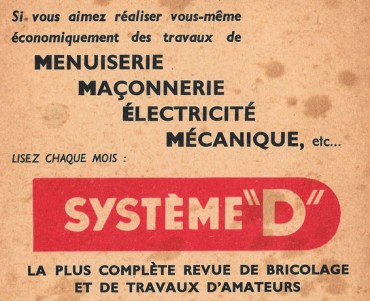 Si vous aimez réaliser vous-même
économiquement des travaux de
MENUISERIE
MAÇONNERIE
ÉLECTRICITÉ
MÉCANIQUE, etc...
LISEZ CHAQUE MOIS :
SYSTÈME "D"
LA PLUS COMPLÈTE REVUE DE BRICOLAGE
ET DE TRAVAUX D'AMATEURS